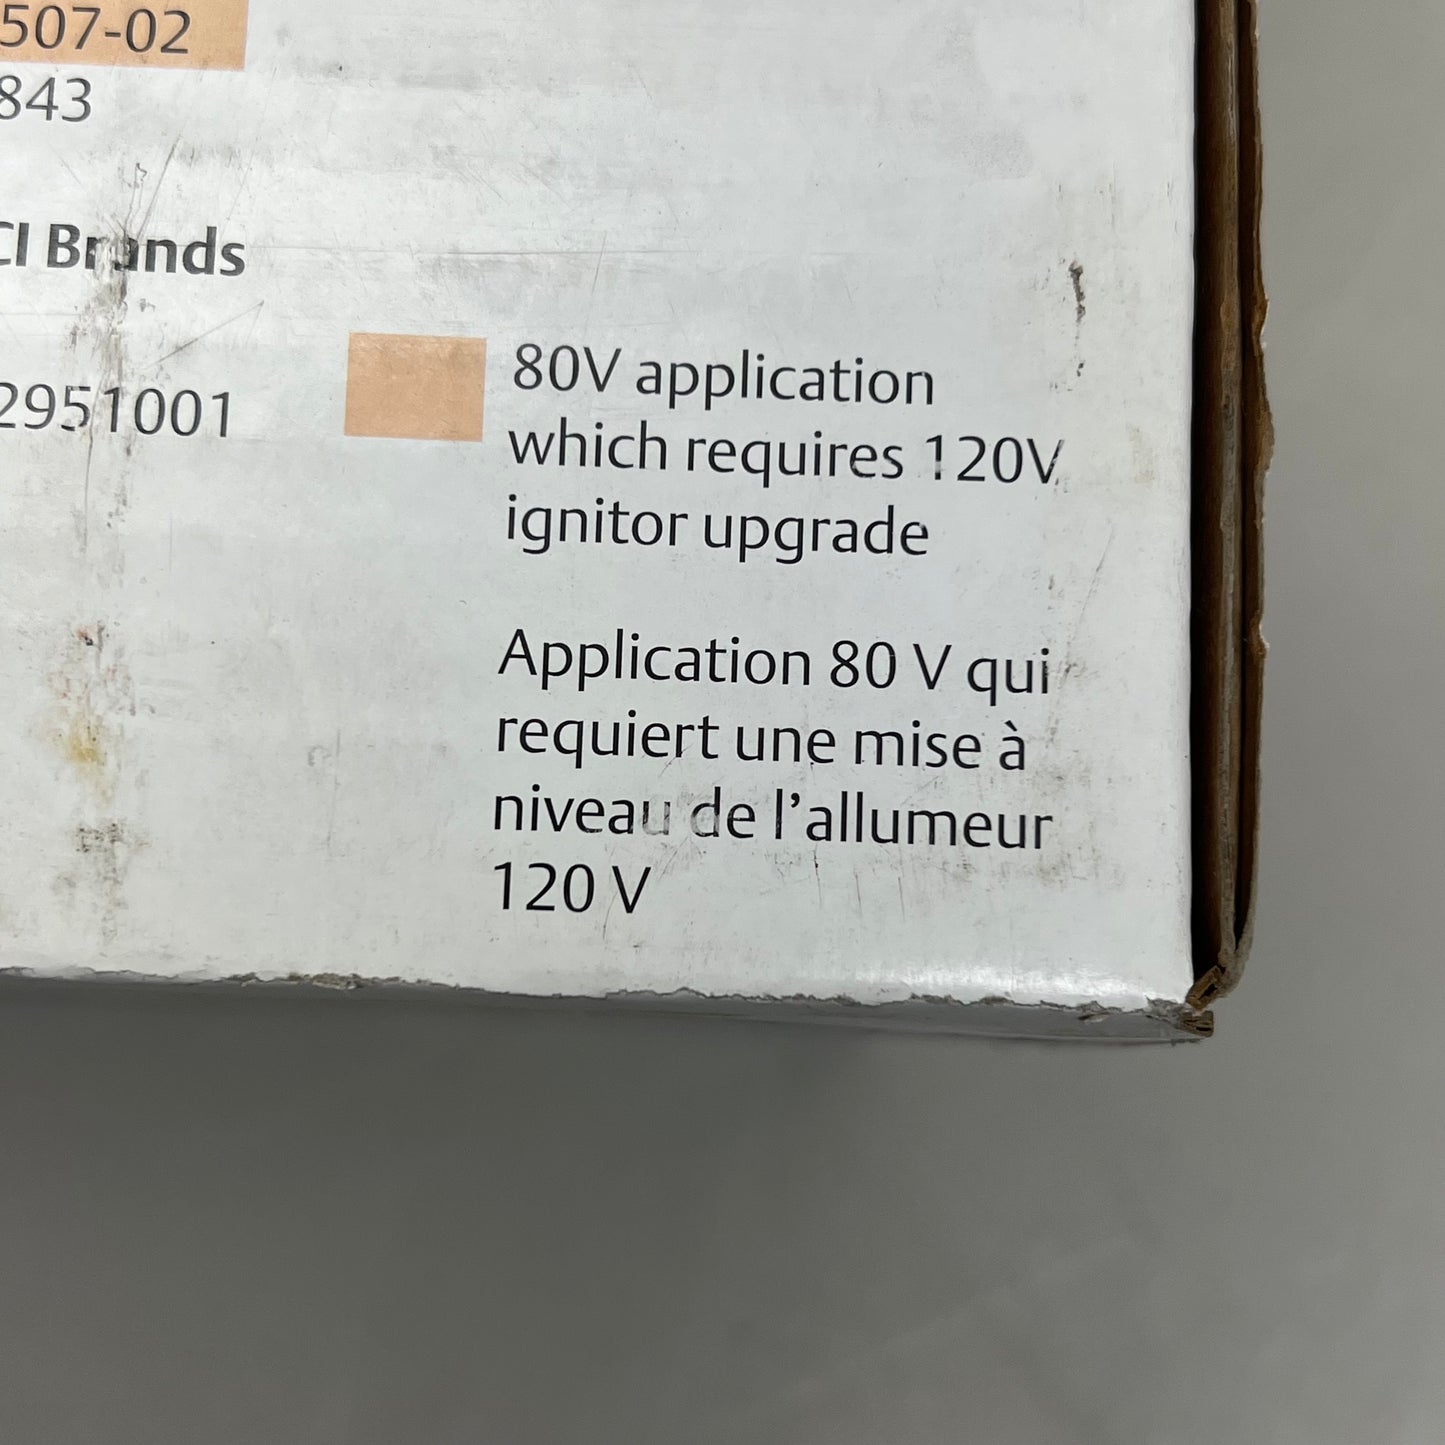 507-02
843
CI Brands
2951001
80V application
which requires 120V
ignitor upgrade
Application 80 V qui
requiert une mise à
niveau de l’allumeur
120 V